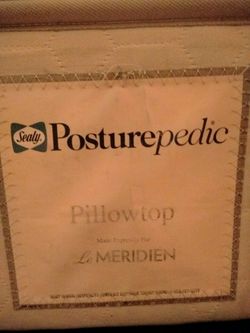 Sealy
Posturepedic
Pillowtop
Made Expressly For
Le MERIDIEN